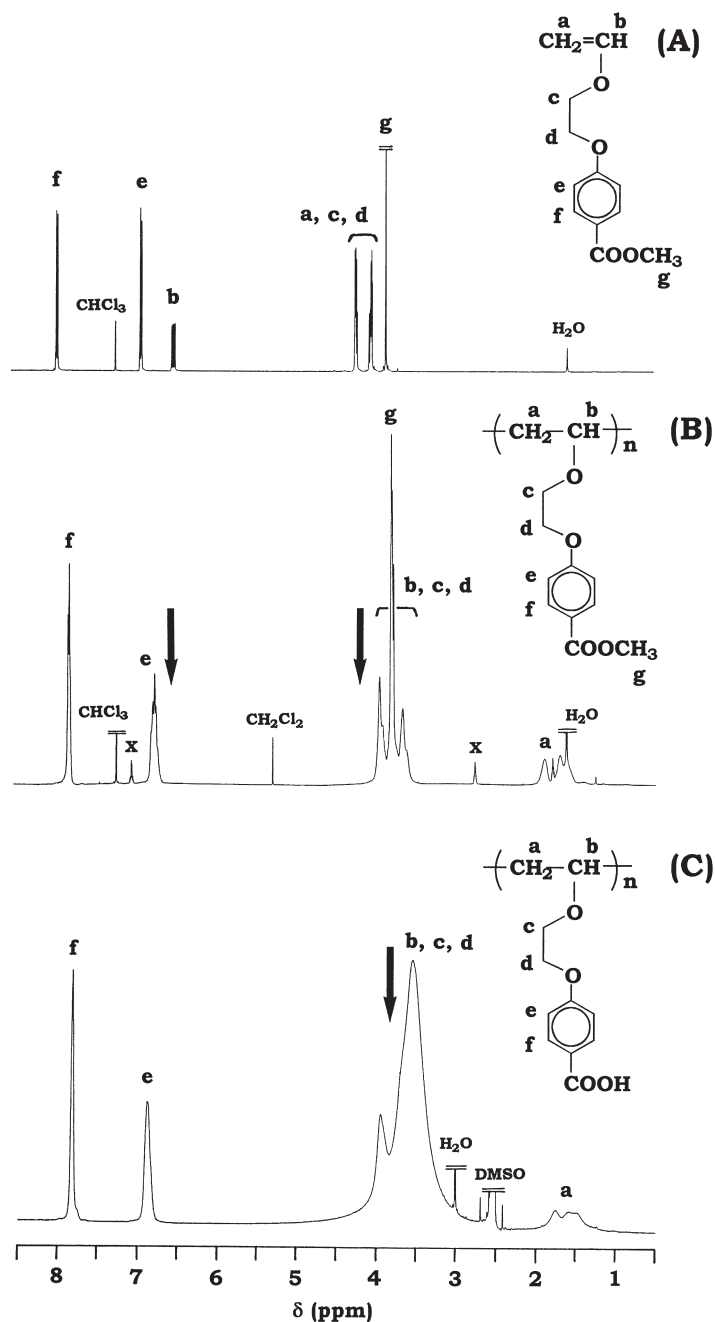 a b
CH2=CH (A)
O
c
d
O
e
f
COOCH3
g
f e g
a, c, d
b
CHCl3
H2O
a b
CH2 CH n (B)
O
c
d
O
e
f
COOCH3
g
g
f
b, c, d
e
CHCl3
x
CH2Cl2
x
a
H2O
a b
CH2 CH n (C)
O
c
d
O
e
f
COOH
f
b, c, d
e
H2O
DMSO
a
8 7 6 5 4 3 2 1
δ (ppm)